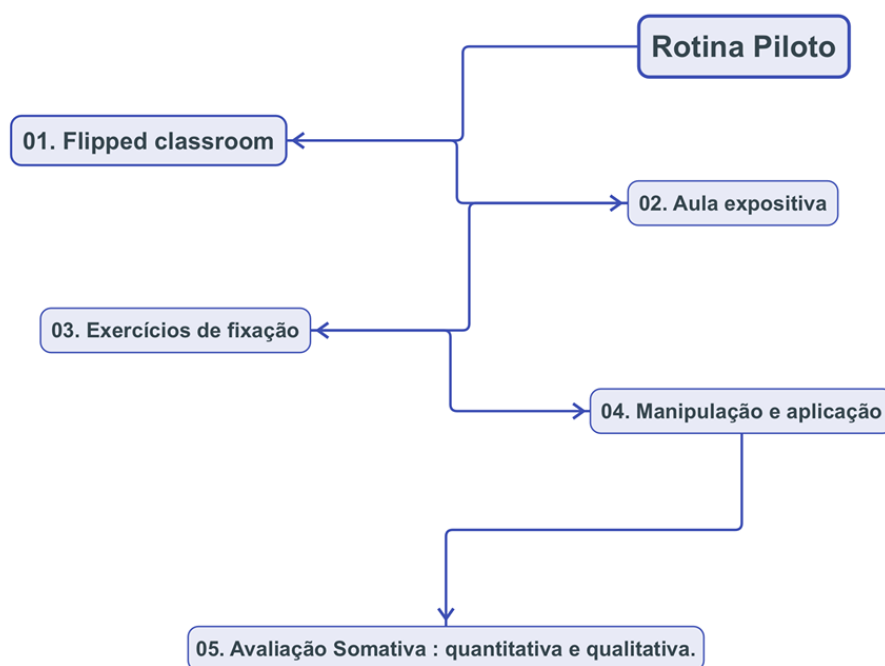 Rotina Piloto
01. Flipped classroom
02. Aula expositiva
03. Exercícios de fixação
04. Manipulação e aplicação
05. Avaliação Somativa : quantitativa e qualitativa.